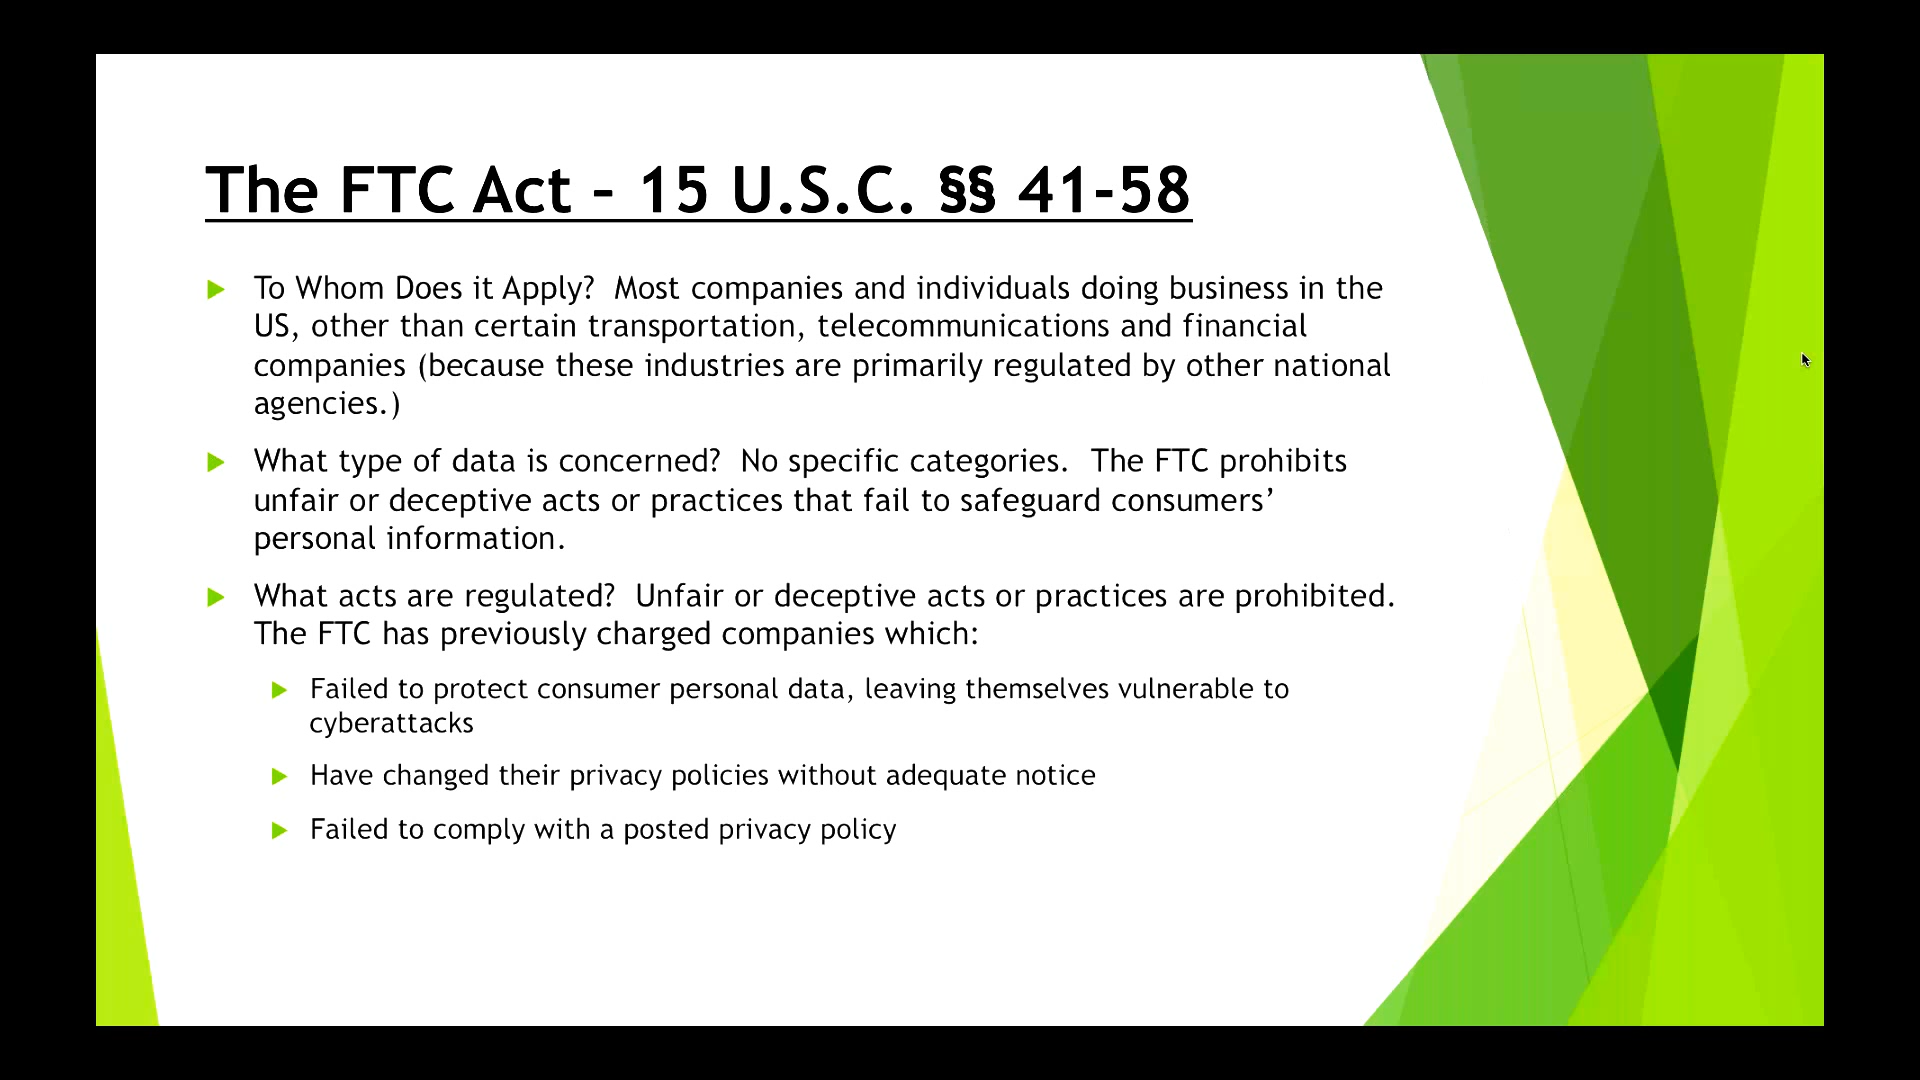 The FTC Act – 15 U.S.C. §§ 41-58
To Whom Does it Apply?  Most companies and individuals doing business in the
US, other than certain transportation, telecommunications and financial
companies (because these industries are primarily regulated by other national
agencies.)
What type of data is concerned?  No specific categories.  The FTC prohibits
unfair or deceptive acts or practices that fail to safeguard consumers’
personal information.
What acts are regulated?  Unfair or deceptive acts or practices are prohibited.
The FTC has previously charged companies which:
Failed to protect consumer personal data, leaving themselves vulnerable to
cyberattacks
Have changed their privacy policies without adequate notice
Failed to comply with a posted privacy policy